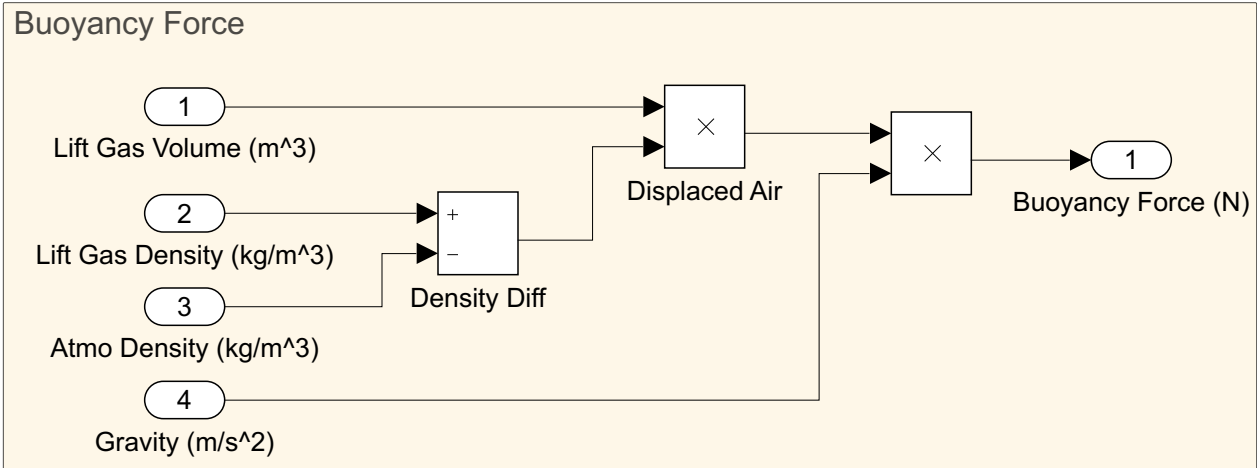 Buoyancy Force
1
Lift Gas Volume (m^3)
×
Displaced Air
×
1
Buoyancy Force (N)
2
Lift Gas Density (kg/m^3)
+
−
Density Diff
3
Atmo Density (kg/m^3)
4
Gravity (m/s^2)